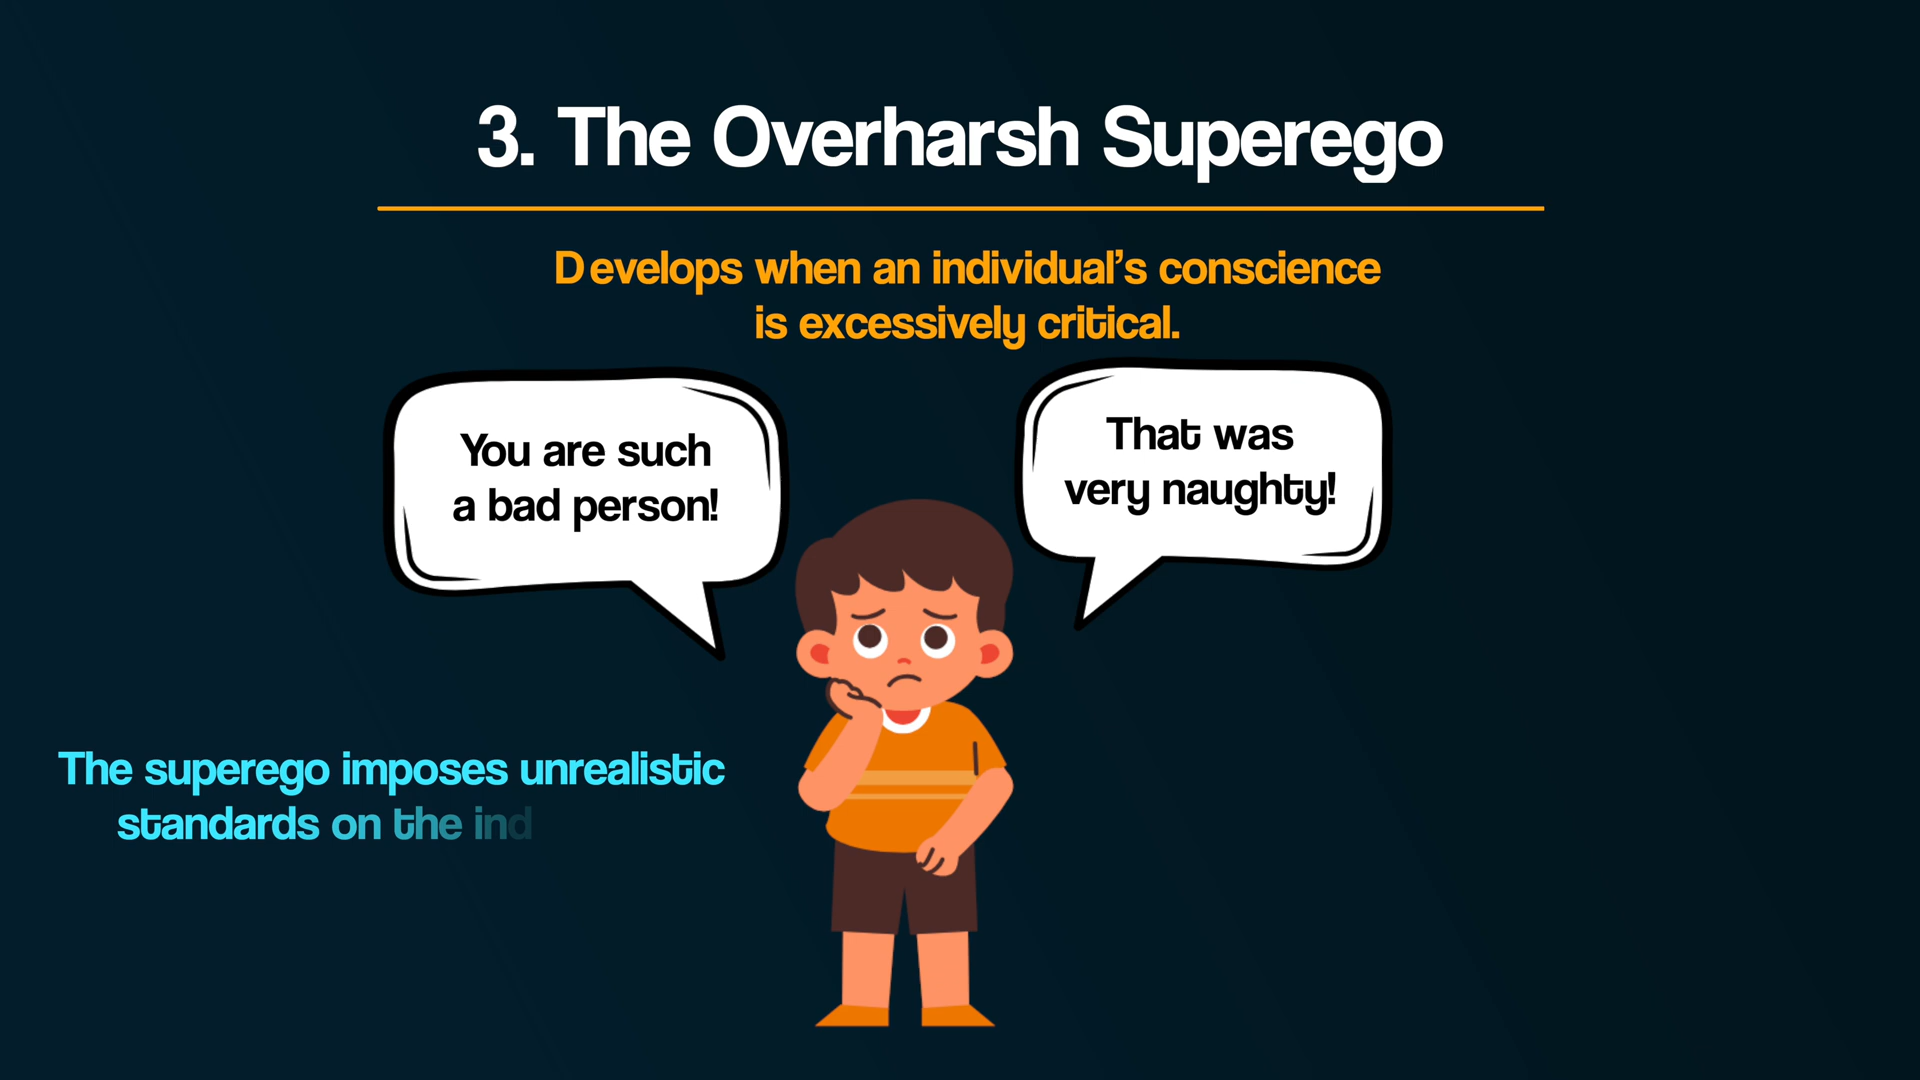 3. The Overharsh Superego
Develops when an individual's conscience
is excessively critical.
You are such
a bad person!
That was
very naughty!
The superego imposes unrealistic
standards on the ind